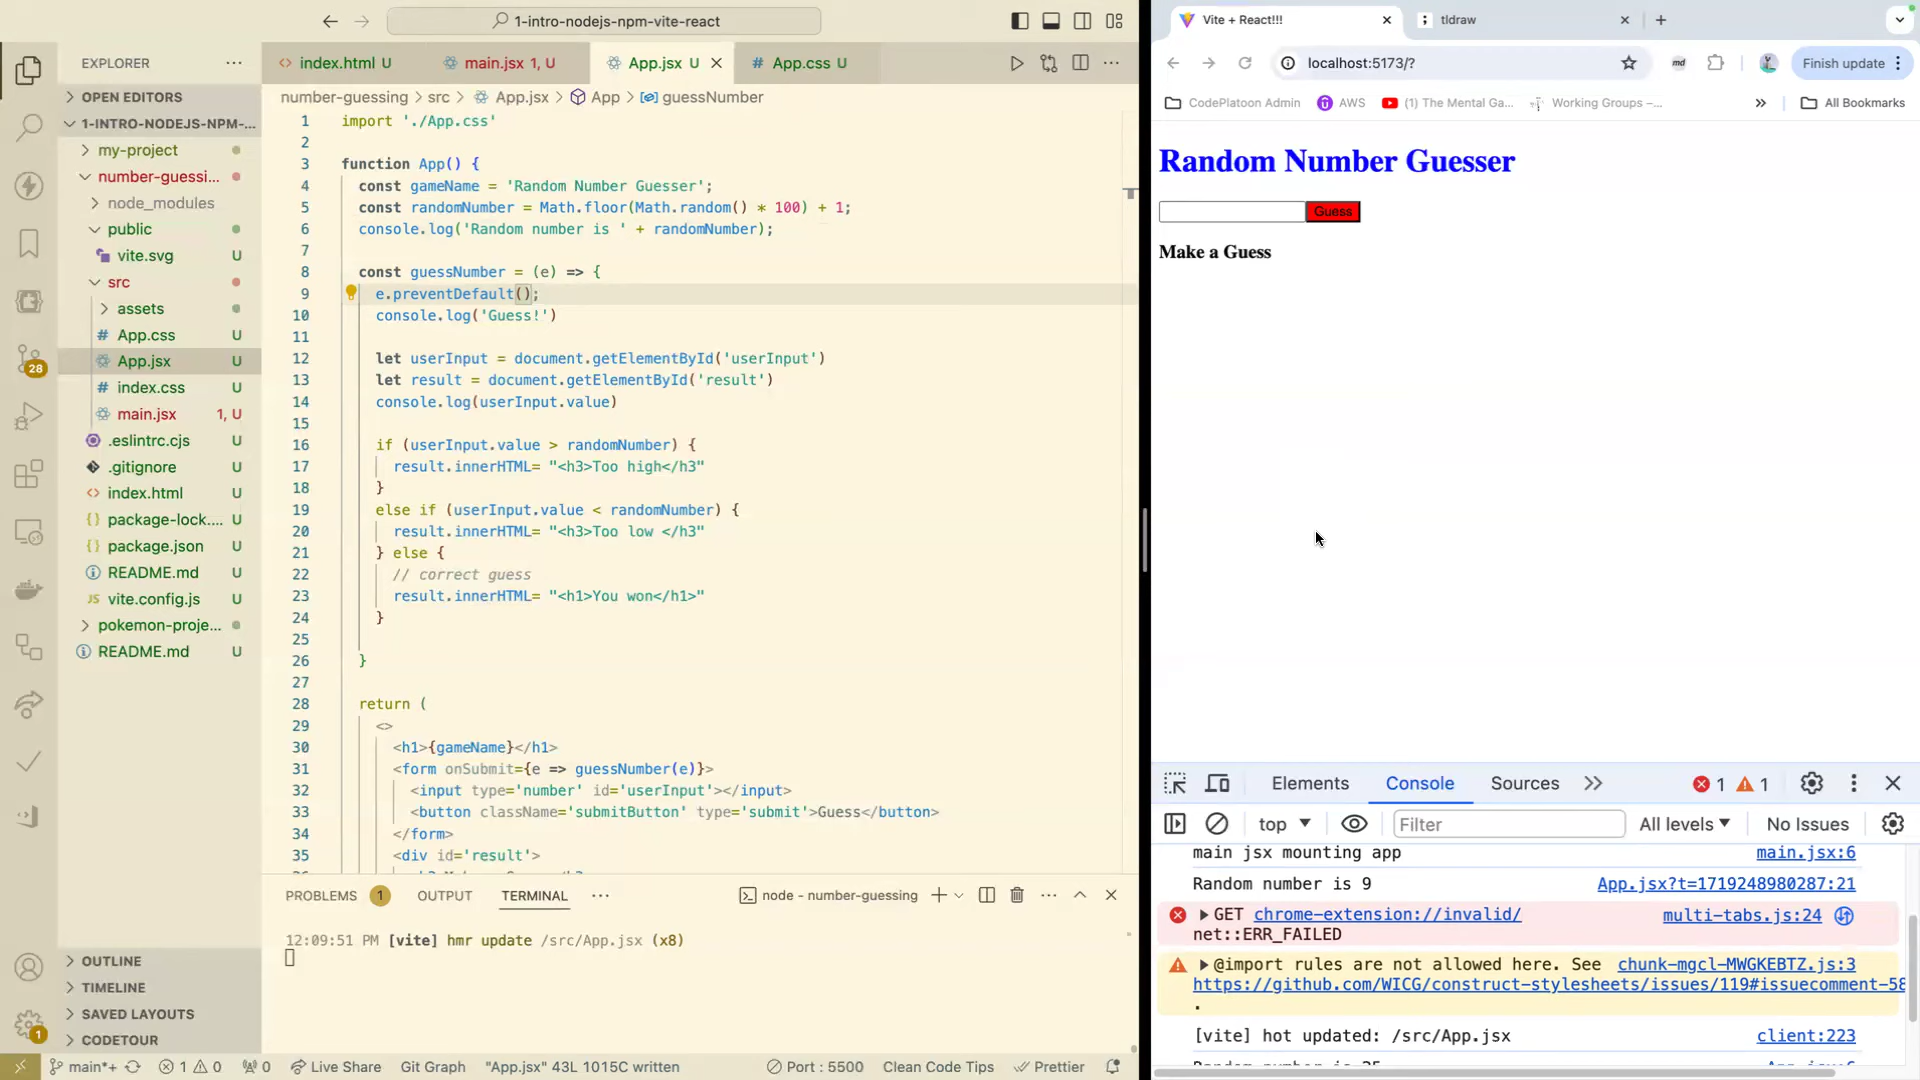 1-intro-nodejs-npm-vite-react
EXPLORER
OPEN EDITORS
1-INTRO-NODEJS-NPM-...
my-project
number-guessi...
node_modules
public
vite.svg U
src
assets
App.css U
App.jsx U
index.css U
main.jsx 1, U
.eslintrc.cjs U
.gitignore U
index.html U
package-lock.... U
package.json U
README.md U
vite.config.js U
pokemon-proje...
README.md U
OUTLINE
TIMELINE
SAVED LAYOUTS
CODETOUR
28
1
index.html U
main.jsx 1, U
App.jsx U
App.css U
number-guessing > src > App.jsx > App > guessNumber
1 import './App.css'
2
3 function App() {
4 const gameName = 'Random Number Guesser';
5 const randomNumber = Math.floor(Math.random() * 100) + 1;
6 console.log('Random number is ' + randomNumber);
7
8 const guessNumber = (e) => {
9 e.preventDefault();
10 console.log('Guess!')
11
12 let userInput = document.getElementById('userInput')
13 let result = document.getElementById('result')
14 console.log(userInput.value)
15
16 if (userInput.value > randomNumber) {
17 result.innerHTML= "<h3>Too high</h3"
18 }
19 else if (userInput.value < randomNumber) {
20 result.innerHTML= "<h3>Too low </h3"
21 } else {
22 // correct guess
23 result.innerHTML= "<h1>You won</h1>"
24 }
25
26 }
27
28 return (
29 <>
30 <h1>{gameName}</h1>
31 <form onSubmit={e => guessNumber(e)}>
32 <input type='number' id='userInput'></input>
33 <button className='submitButton' type='submit'>Guess</button>
34 </form>
35 <div id='result'>
PROBLEMS 1 OUTPUT TERMINAL ...
node - number-guessing
12:09:51 PM [vite] hmr update /src/App.jsx (x8)
main*+ 1 0 0 Live Share Git Graph "App.jsx" 43L 1015C written Port : 5500 Clean Code Tips Prettier
Vite + React!!!
tldraw
localhost:5173/?
md
Finish update
CodePlatoon Admin
AWS
(1) The Mental Ga...
Working Groups –...
All Bookmarks
Random Number Guesser
Guess
Make a Guess
Elements Console Sources 1 1
top Filter All levels No Issues
main jsx mounting app main.jsx:6
Random number is 9 App.jsx?t=1719248980287:21
GET chrome-extension://invalid/ multi-tabs.js:24
net::ERR_FAILED
@import rules are not allowed here. See chunk-mgcl-MWGKEBTZ.js:3
https://github.com/WICG/construct-stylesheets/issues/119#issuecomment-58
.
[vite] hot updated: /src/App.jsx client:223